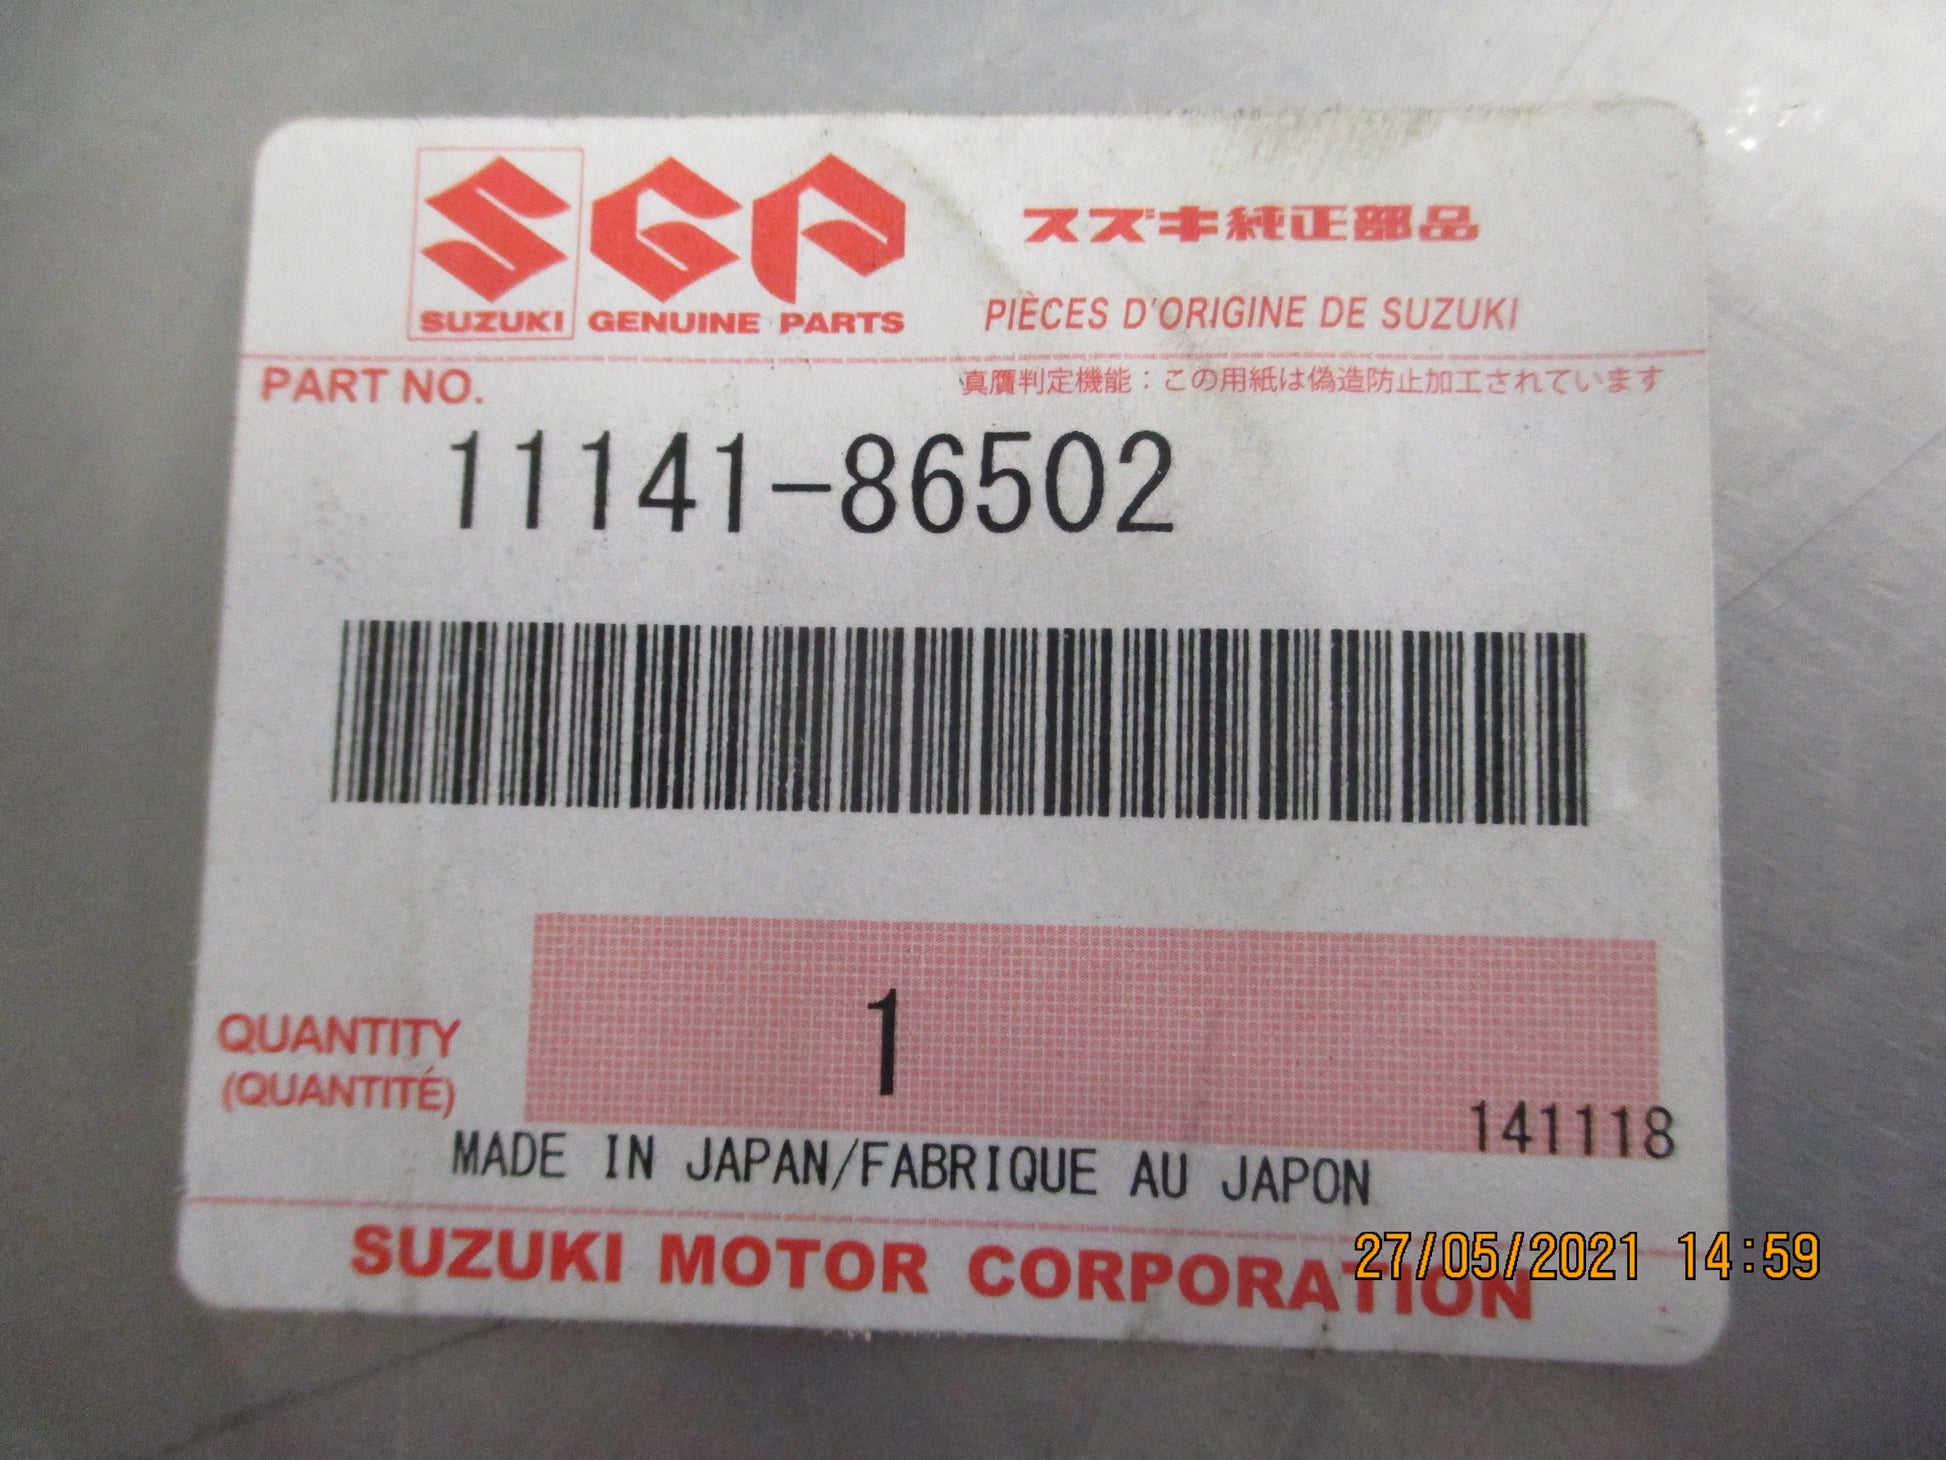 SGP
SUZUKI GENUINE PARTS
スズキ純正部品
PIÈCES D'ORIGINE DE SUZUKI
PART NO.
真贋判定機能：この用紙は偽造防止加工されています
11141-86502
1
QUANTITY
(QUANTITÉ)
141118
MADE IN JAPAN/FABRIQUE AU JAPON
SUZUKI MOTOR CORPORATION
27/05/2021 14:59